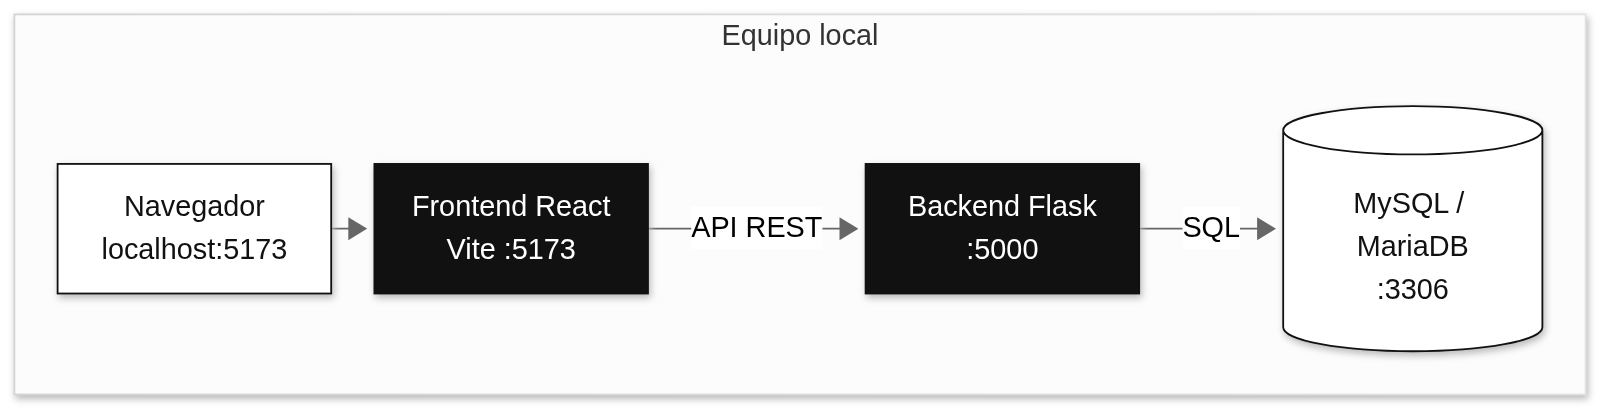 Equipo local
Navegador
localhost:5173
Frontend React
Vite :5173
API REST
Backend Flask
:5000
SQL
MySQL /
MariaDB
:3306